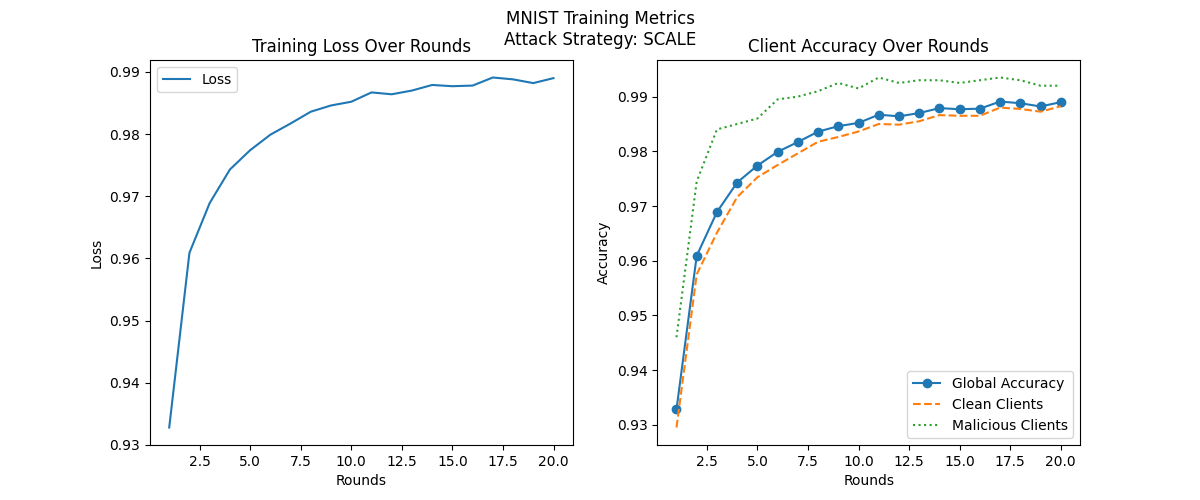 MNIST Training Metrics
Attack Strategy: SCALE
Training Loss Over Rounds
Loss
0.99
0.98
0.97
0.96
0.95
0.94
0.93
Loss
2.5 5.0 7.5 10.0 12.5 15.0 17.5 20.0
Rounds
Client Accuracy Over Rounds
0.99
0.98
0.97
0.96
0.95
0.94
0.93
Accuracy
Global Accuracy
Clean Clients
Malicious Clients
2.5 5.0 7.5 10.0 12.5 15.0 17.5 20.0
Rounds